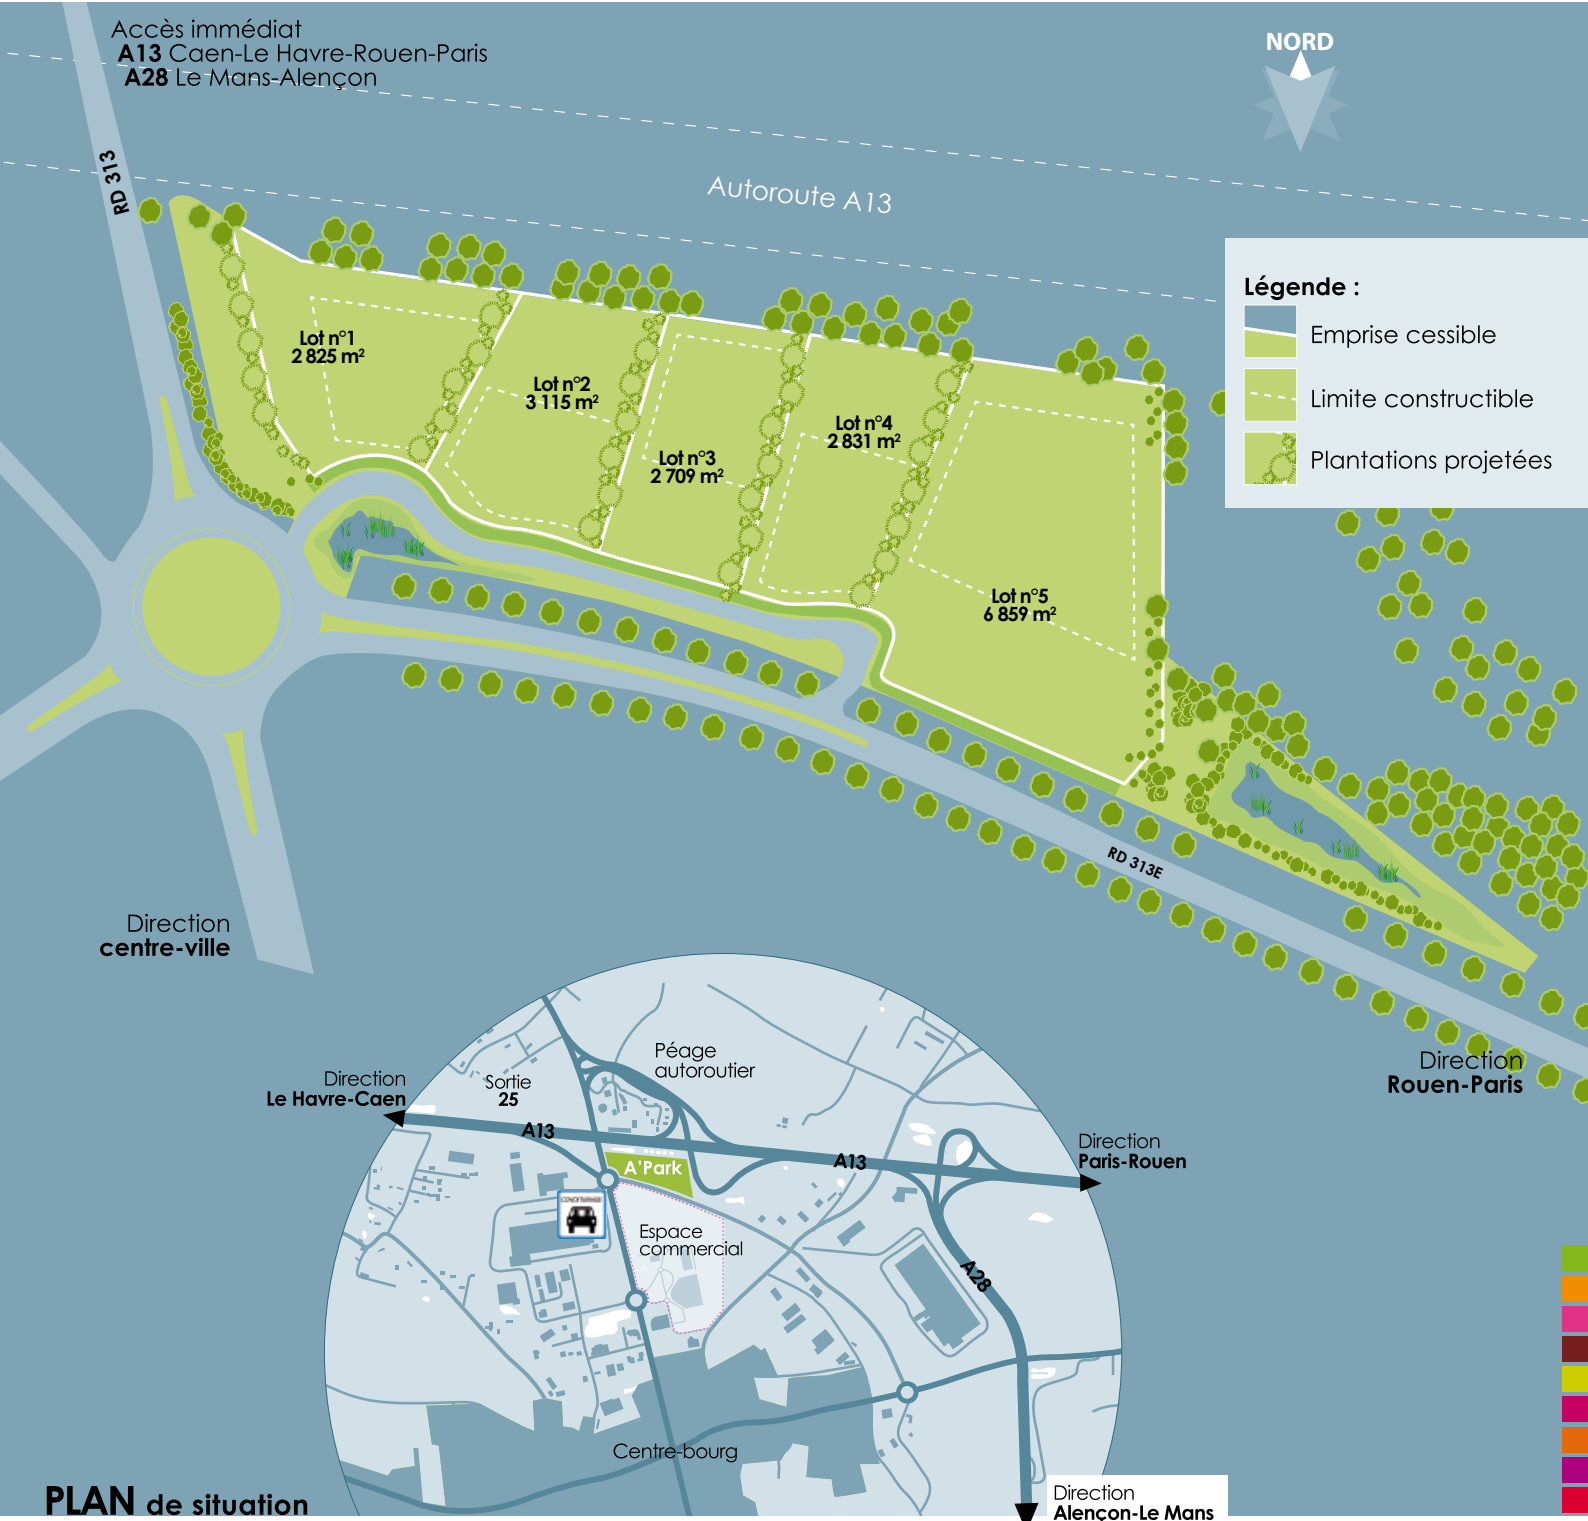 Accès immédiat
A13 Caen-Le Havre-Rouen-Paris
A28 Le Mans-Alençon
NORD
RD 313
Autoroute A13
Légende :
Emprise cessible
Limite constructible
Plantations projetées
Lot n°1
2 825 m²
Lot n°2
3 115 m²
Lot n°3
2 709 m²
Lot n°4
2 831 m²
Lot n°5
6 859 m²
RD 313E
Direction
centre-ville
Direction
Rouen-Paris
Péage
autoroutier
Direction
Le Havre-Caen
Sortie
25
A13
A13
Direction
Paris-Rouen
A'Park
COVOITURAGE
Espace
commercial
A28
Centre-bourg
PLAN de situation
Direction
Alençon-Le Mans